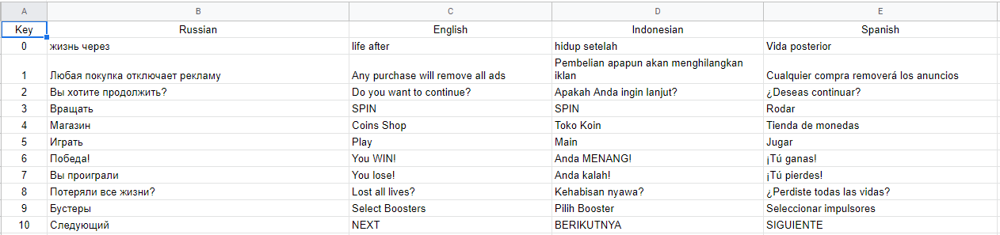 A B C D E
Key Russian English Indonesian Spanish
0 жизнь через life after hidup setelah Vida posterior
1 Любая покупка отключает рекламу Any purchase will remove all ads Pembelian apapun akan menghilangkan iklan Cualquier compra removerá los anuncios
2 Вы хотите продолжить? Do you want to continue? Apakah Anda ingin lanjut? ¿Deseas continuar?
3 Вращать SPIN SPIN Rodar
4 Магазин Coins Shop Toko Koin Tienda de monedas
5 Играть Play Main Jugar
6 Победа! You WIN! Anda MENANG! ¡Tú ganas!
7 Вы проиграли You lose! Anda kalah! ¡Tú pierdes!
8 Потеряли все жизни? Lost all lives? Kehabisan nyawa? ¿Perdiste todas las vidas?
9 Бустеры Select Boosters Pilih Booster Seleccionar impulsores
10 Следующий NEXT BERIKUTNYA SIGUIENTE